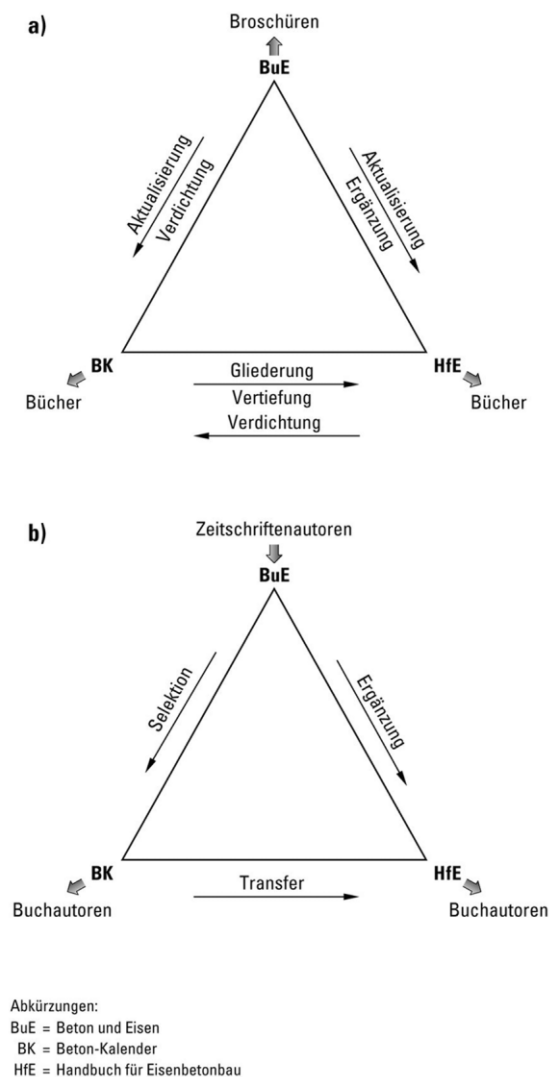 a)
Broschüren
BuE
Aktualisierung
Verdichtung
Aktualisierung
Ergänzung
BK
HfE
Gliederung
Bücher
Vertiefung
Bücher
Verdichtung
b)
Zeitschriftenautoren
BuE
Selektion
Ergänzung
BK
HfE
Transfer
Buchautoren
Buchautoren
Abkürzungen:
BuE = Beton und Eisen
BK = Beton-Kalender
HfE = Handbuch für Eisenbetonbau